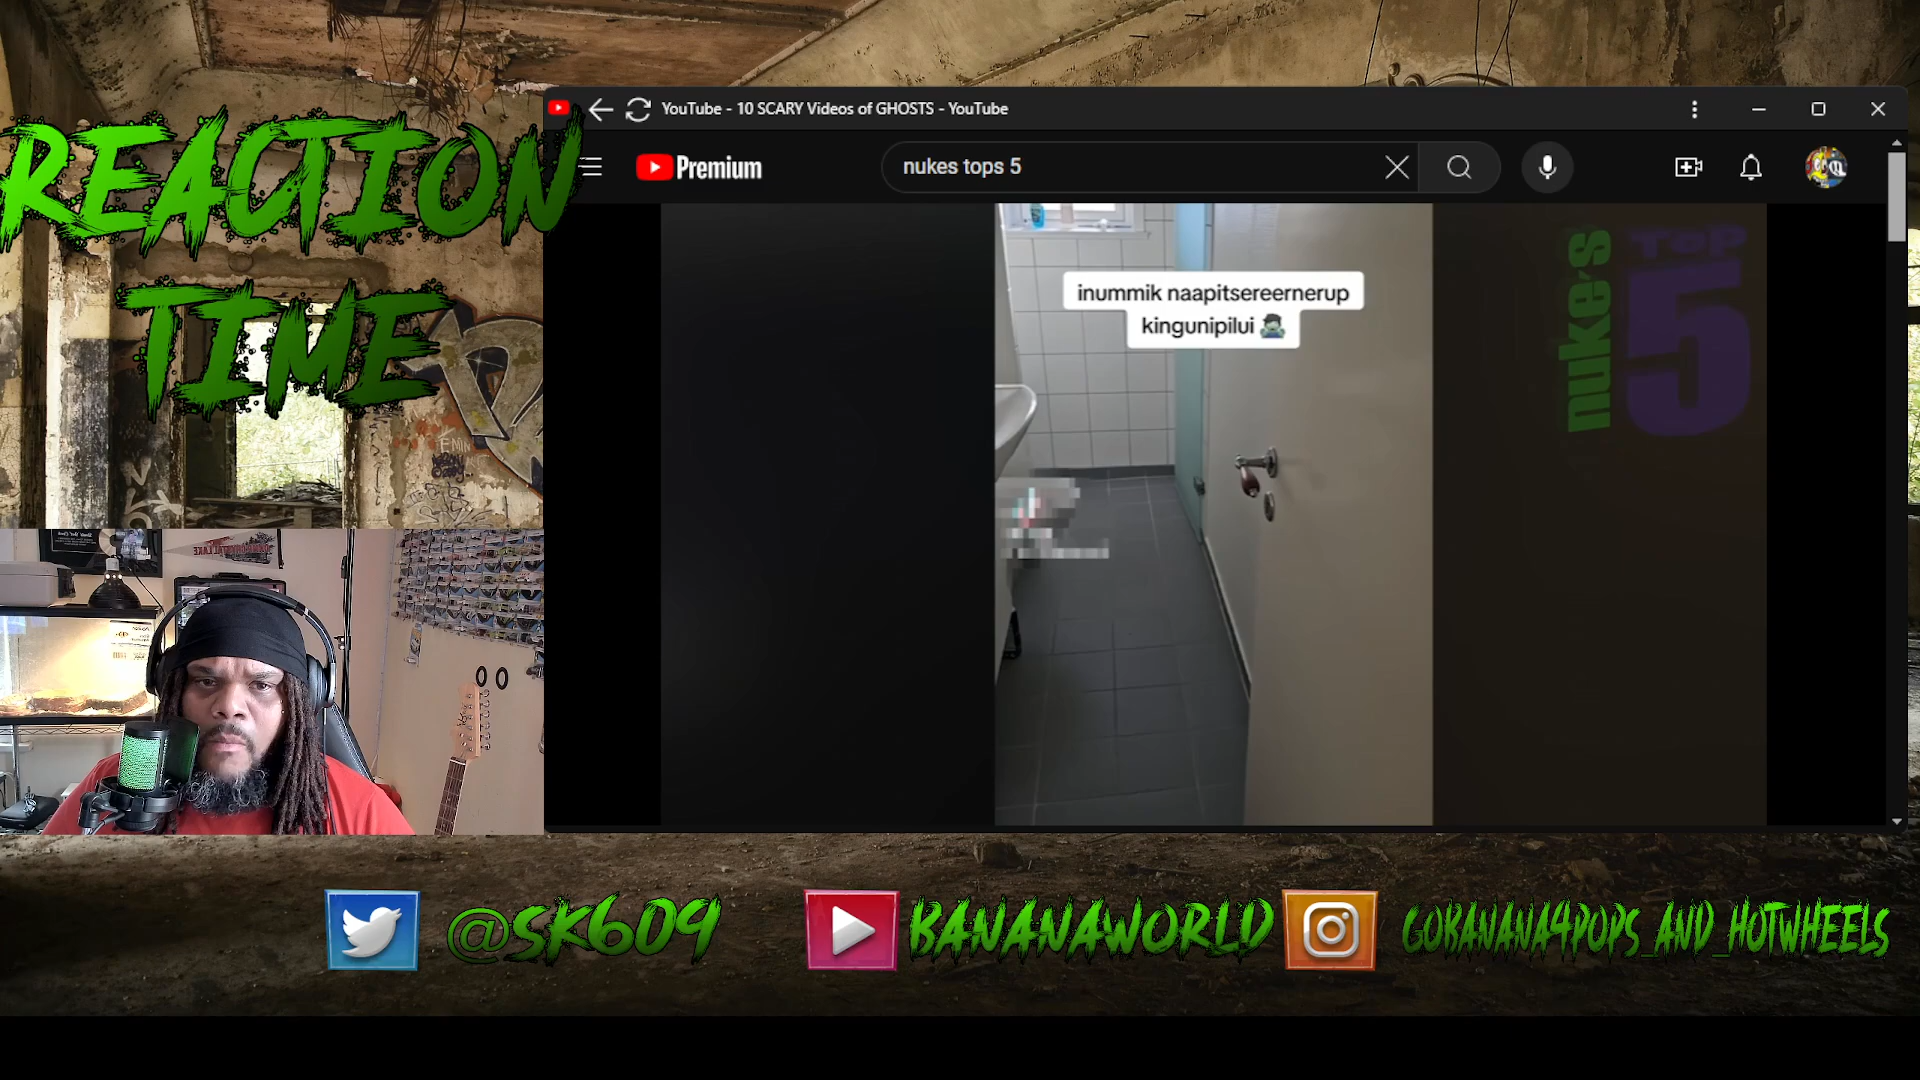 REACTION
TIME
YouTube - 10 SCARY Videos of GHOSTS - YouTube
Premium
nukes tops 5
inummik naapitsereernerup
kingunipilui
nuke's
Top
5
@SK609
BANANAWORLD
GOBANANA4POPS_AND_HOTWHEELS